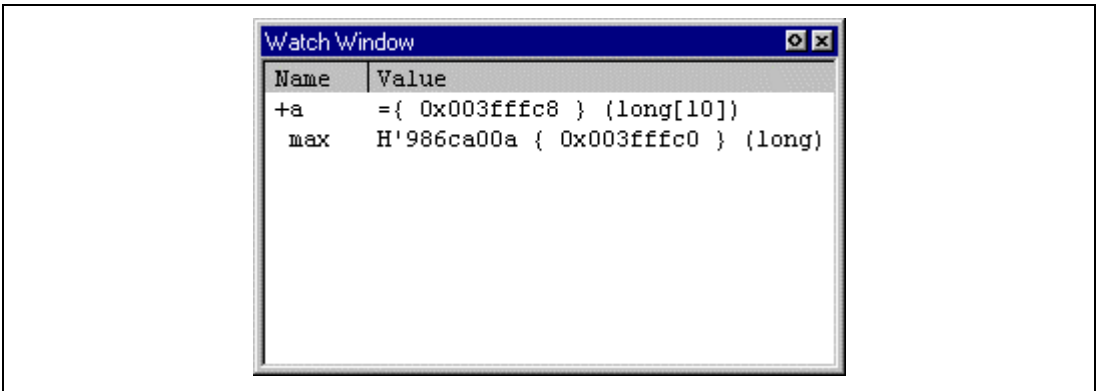 Watch Window
Name Value
+a ={ 0x003fffc8 } (long[10])
max H'986ca00a { 0x003fffc0 } (long)